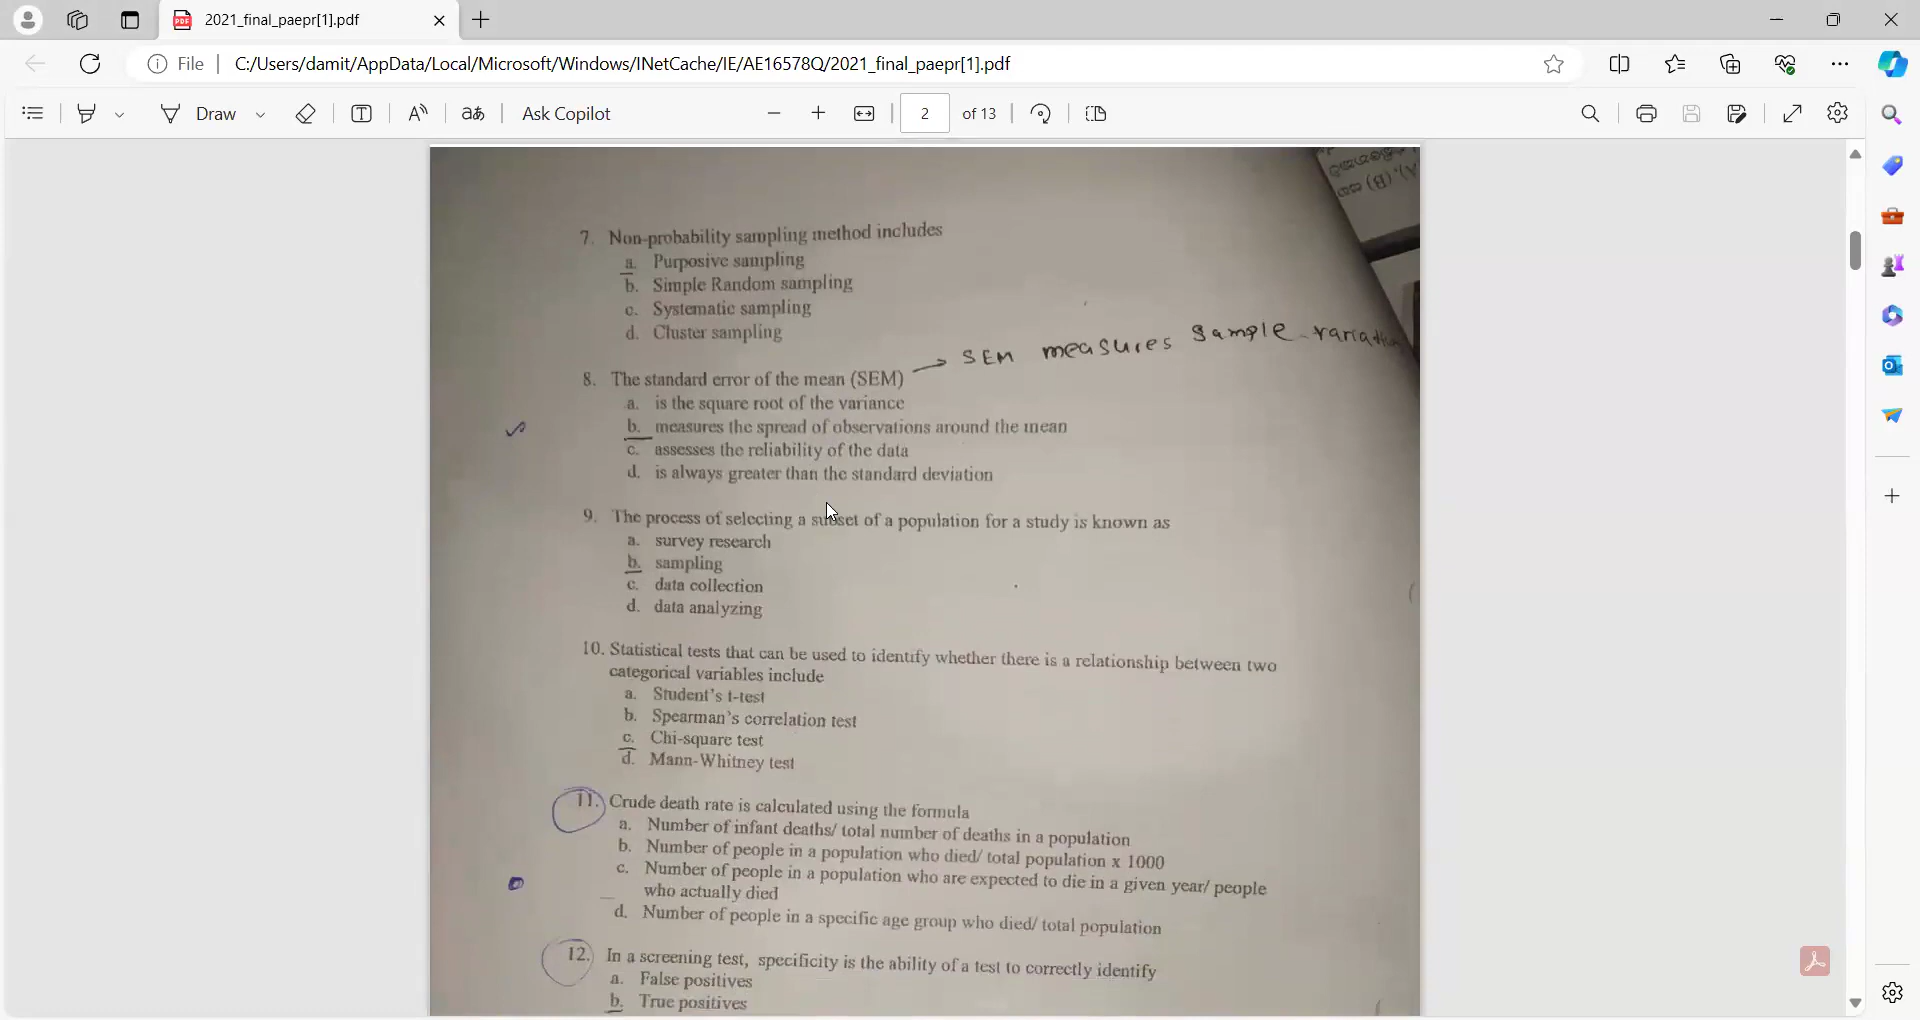 2021_final_paepr[1].pdf
File
C:/Users/damit/AppData/Local/Microsoft/Windows/INetCache/IE/AE16578Q/2021_final_paepr[1].pdf
Draw
Ask Copilot
2 of 13
7. Non-probability sampling method includes
a. Purposive sampling
b. Simple Random sampling
c. Systematic sampling
d. Cluster sampling
→ SEM measures sample variation
8. The standard error of the mean (SEM)
a. is the square root of the variance
b. measures the spread of observations around the mean
c. assesses the reliability of the data
d. is always greater than the standard deviation
9. The process of selecting a subset of a population for a study is known as
a. survey research
b. sampling
c. data collection
d. data analyzing
10. Statistical tests that can be used to identify whether there is a relationship between two
categorical variables include
a. Student's t-test
b. Spearman's correlation test
c. Chi-square test
d. Mann-Whitney test
11. Crude death rate is calculated using the formula
a. Number of infant deaths/ total number of deaths in a population
b. Number of people in a population who died/ total population x 1000
c. Number of people in a population who are expected to die in a given year/ people
who actually died
d. Number of people in a specific age group who died/ total population
12. In a screening test, specificity is the ability of a test to correctly identify
a. False positives
b. True positives